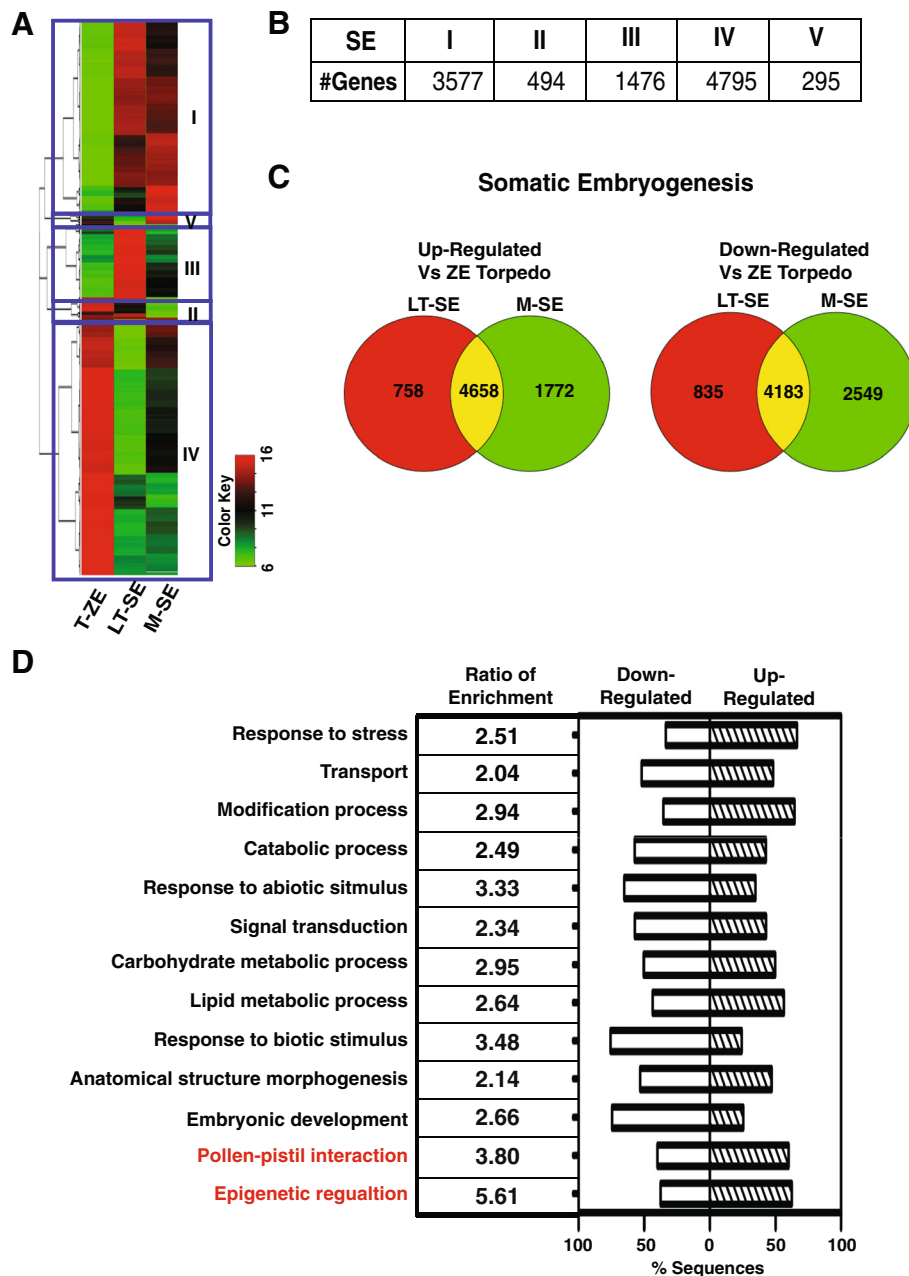 A
I
V
III
II
IV
T-ZE
LT-SE
M-SE
Color Key
16
11
6
B
SE I II III IV V
#Genes 3577 494 1476 4795 295
C
Somatic Embryogenesis
Up-Regulated
Vs ZE Torpedo
LT-SE M-SE
758 4658 1772
Down-Regulated
Vs ZE Torpedo
LT-SE M-SE
835 4183 2549
D
Ratio of
Enrichment
Down-
Regulated
Up-
Regulated
Response to stress 2.51
Transport 2.04
Modification process 2.94
Catabolic process 2.49
Response to abiotic sitmulus 3.33
Signal transduction 2.34
Carbohydrate metabolic process 2.95
Lipid metabolic process 2.64
Response to biotic stimulus 3.48
Anatomical structure morphogenesis 2.14
Embryonic development 2.66
Pollen-pistil interaction 3.80
Epigenetic regualtion 5.61
100 50 0 50 100
% Sequences